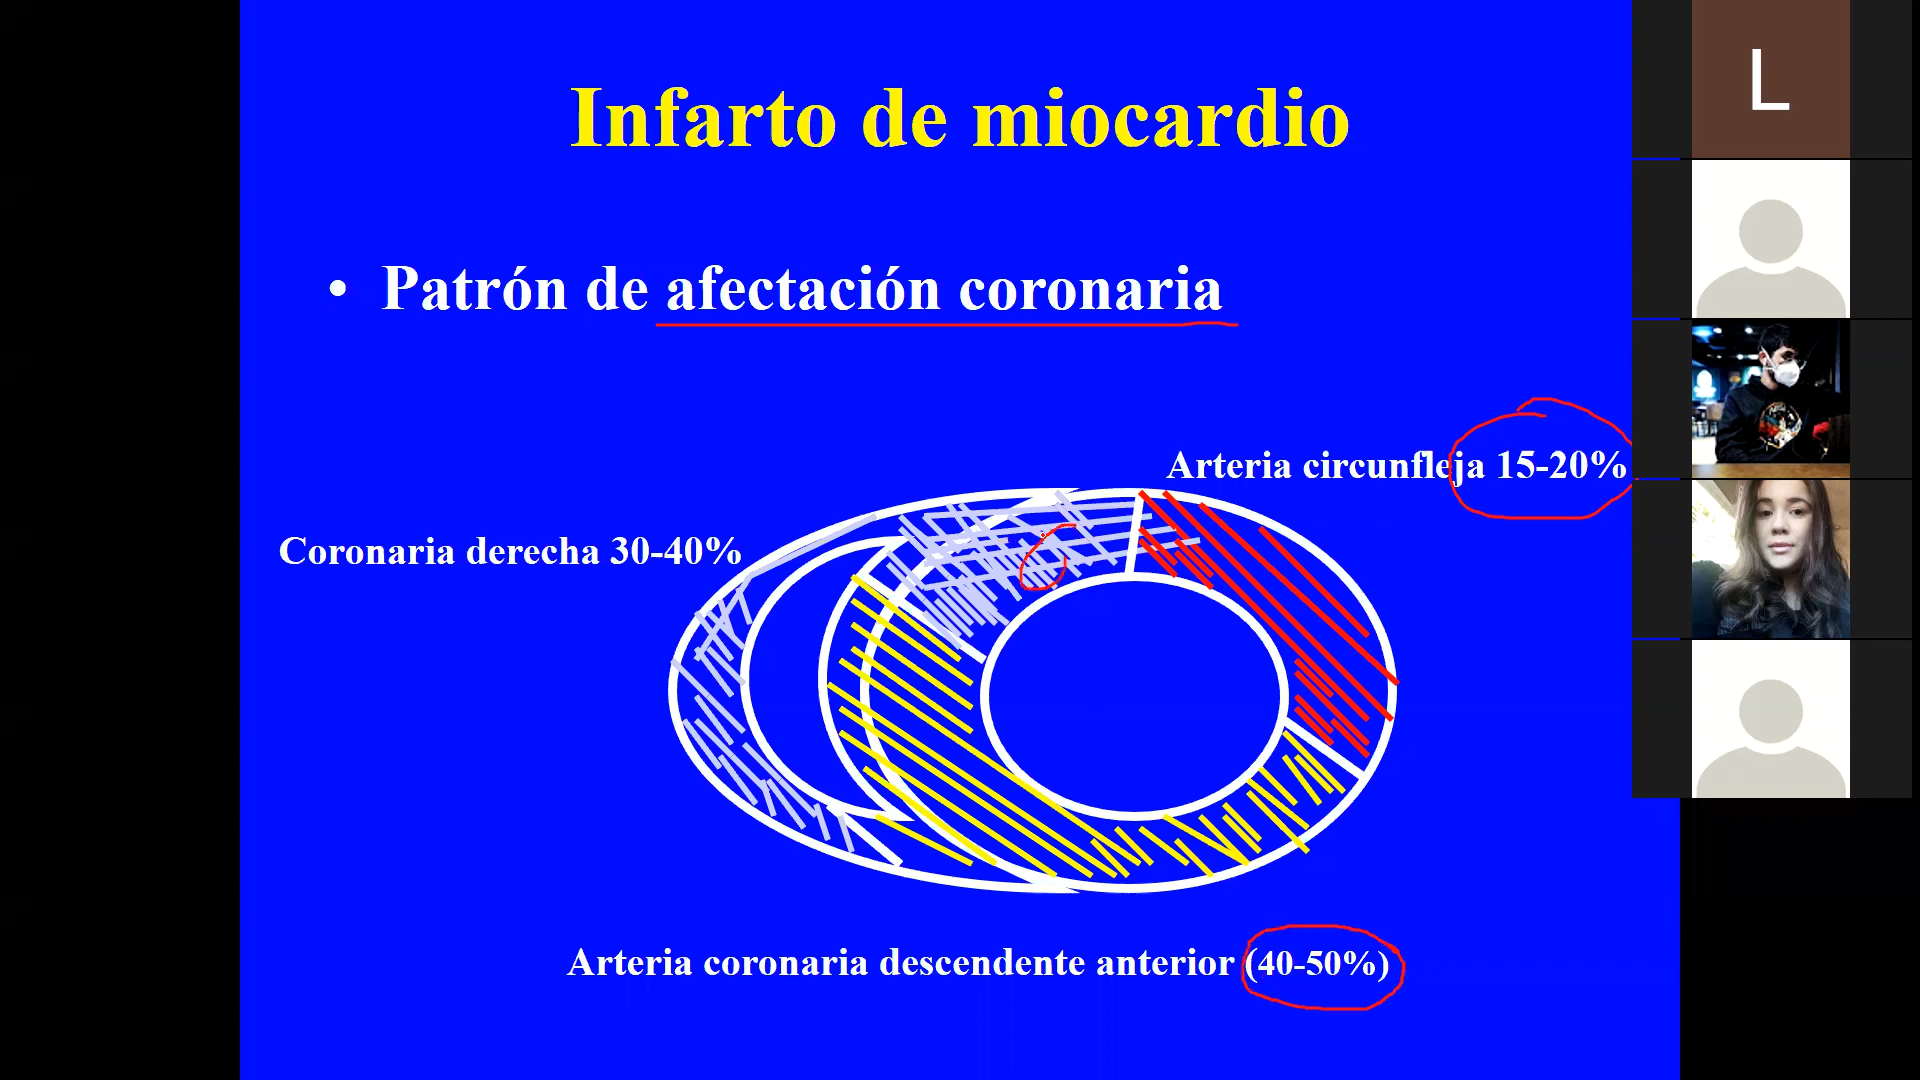 Infarto de miocardio
• Patrón de afectación coronaria
Arteria circunfleja 15-20%
Coronaria derecha 30-40%
Arteria coronaria descendente anterior (40-50%)
L